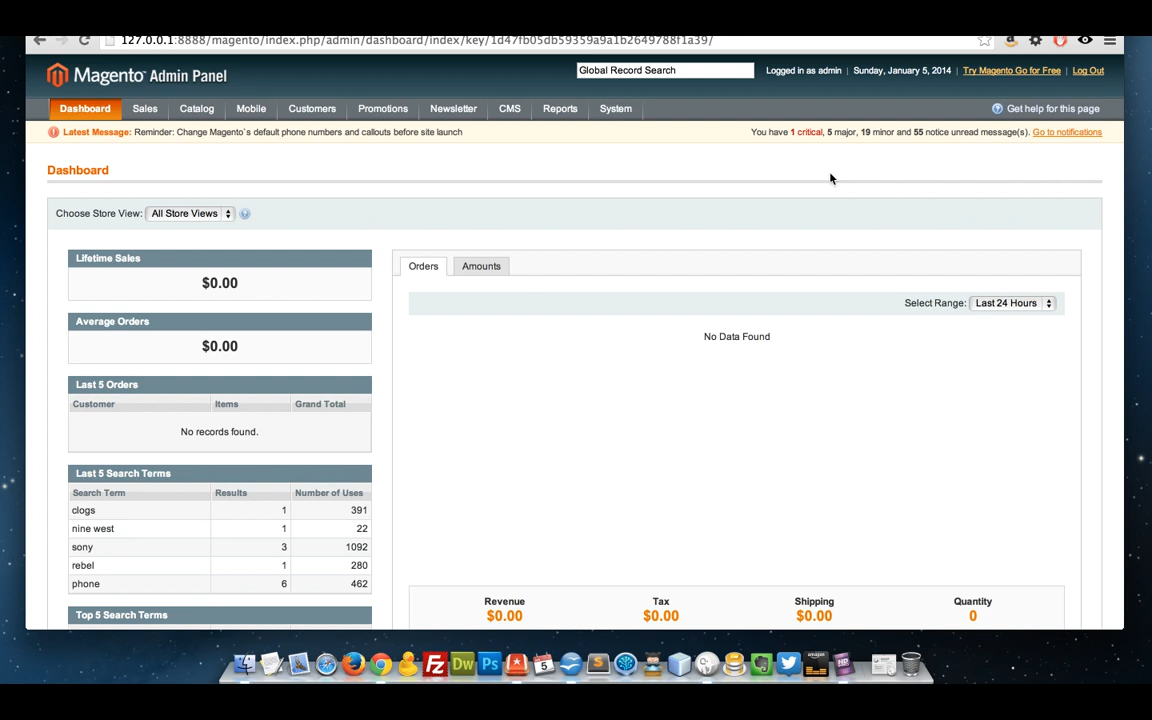 127.0.0.1:8888/magento/index.php/admin/dashboard/index/key/1d47fb05db59359a9a1b2649788f1a39/
Magento Admin Panel
Global Record Search
Logged in as admin | Sunday, January 5, 2014 | Try Magento Go for Free | Log Out
Dashboard Sales Catalog Mobile Customers Promotions Newsletter CMS Reports System
Get help for this page
Latest Message: Reminder: Change Magento`s default phone numbers and callouts before site launch
You have 1 critical, 5 major, 19 minor and 55 notice unread message(s). Go to notifications
Dashboard
Choose Store View: All Store Views
Lifetime Sales
$0.00
Average Orders
$0.00
Last 5 Orders
Customer Items Grand Total
No records found.
Last 5 Search Terms
Search Term Results Number of Uses
clogs 1 391
nine west 1 22
sony 3 1092
rebel 1 280
phone 6 462
Top 5 Search Terms
Orders Amounts
Select Range: Last 24 Hours
No Data Found
Revenue Tax Shipping Quantity
$0.00 $0.00 $0.00 0
Fz Dw Ps 5 S